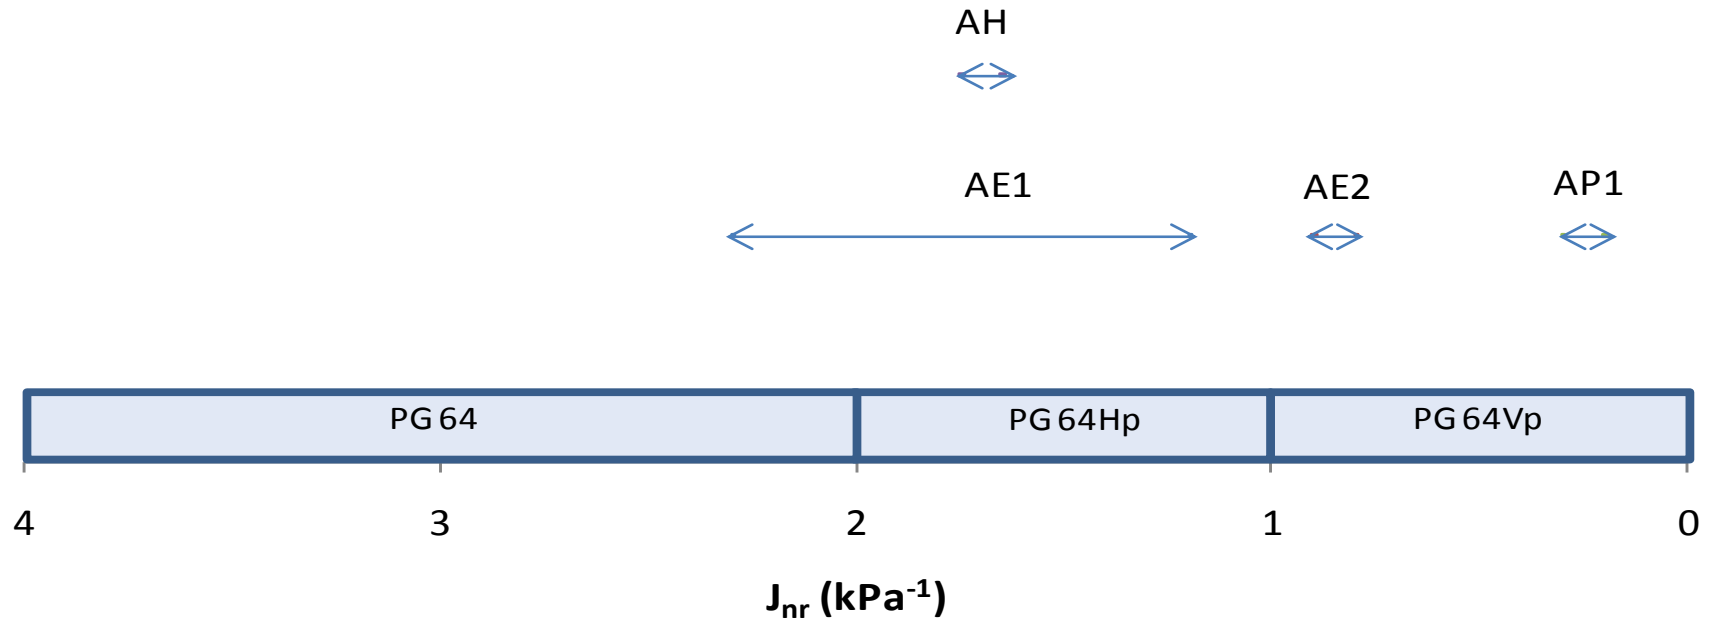 AH
AE1 AE2 AP1
PG 64 PG 64Hp PG 64Vp
4 3 2 1 0
Jnr (kPa-1)